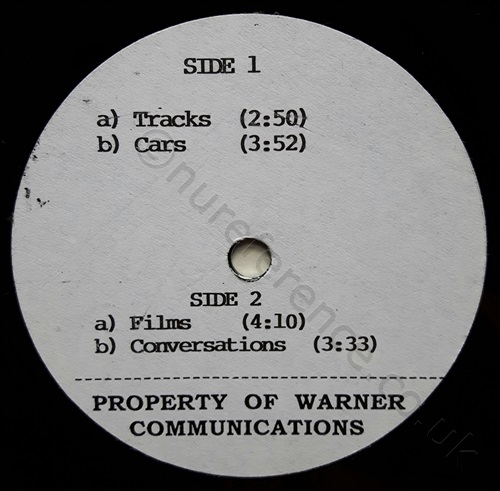 SIDE 1
a) Tracks (2:50)
b) Cars (3:52)
SIDE 2
a) Films (4:10)
b) Conversations (3:33)
PROPERTY OF WARNER
COMMUNICATIONS
©nureference.co.uk